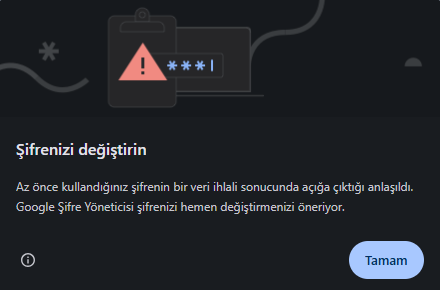 ***|
Şifrenizi değiştirin
Az önce kullandığınız şifrenin bir veri ihlali sonucunda açığa çıktığı anlaşıldı.
Google Şifre Yöneticisi şifrenizi hemen değiştirmenizi öneriyor.
Tamam